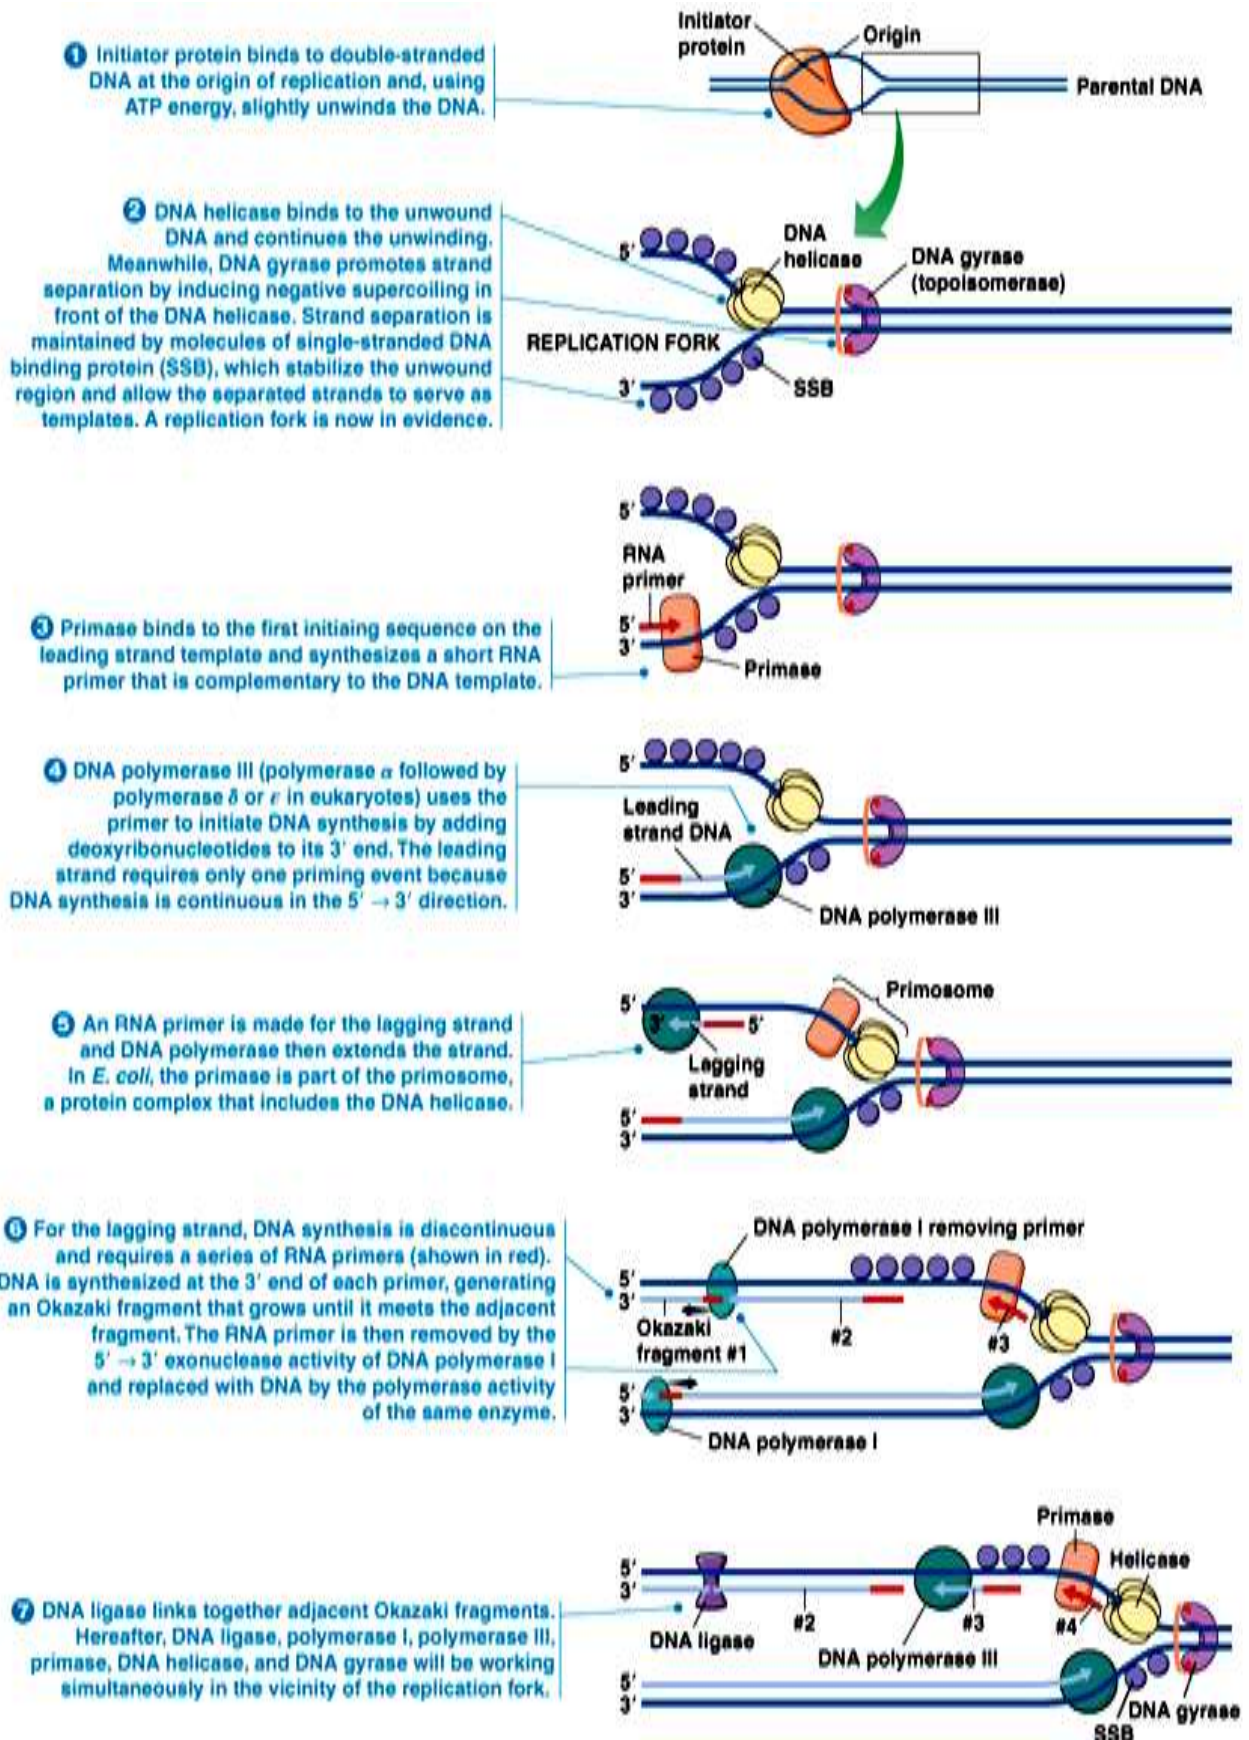 Initiator
protein
Origin
Parental DNA
1 Initiator protein binds to double-stranded
DNA at the origin of replication and, using
ATP energy, slightly unwinds the DNA.
2 DNA helicase binds to the unwound
DNA and continues the unwinding.
Meanwhile, DNA gyrase promotes strand
separation by inducing negative supercoiling in
front of the DNA helicase. Strand separation is
maintained by molecules of single-stranded DNA
binding protein (SSB), which stabilize the unwound
region and allow the separated strands to serve as
templates. A replication fork is now in evidence.
5′
DNA
helicase
DNA gyrase
(topoisomerase)
REPLICATION FORK
3′
SSB
5′
RNA
primer
5′
3′
Primase
3 Primase binds to the first initiaing sequence on the
leading strand template and synthesizes a short RNA
primer that is complementary to the DNA template.
4 DNA polymerase III (polymerase α followed by
polymerase δ or ε in eukaryotes) uses the
primer to initiate DNA synthesis by adding
deoxyribonucleotides to its 3′ end. The leading
strand requires only one priming event because
DNA synthesis is continuous in the 5′ → 3′ direction.
5′
Leading
strand DNA
5′
3′
DNA polymerase III
5 An RNA primer is made for the lagging strand
and DNA polymerase then extends the strand.
In E. coli, the primase is part of the primosome,
a protein complex that includes the DNA helicase.
5′
3′
5′
Primosome
Lagging
strand
5′
3′
6 For the lagging strand, DNA synthesis is discontinuous
and requires a series of RNA primers (shown in red).
DNA is synthesized at the 3′ end of each primer, generating
an Okazaki fragment that grows until it meets the adjacent
fragment. The RNA primer is then removed by the
5′ → 3′ exonuclease activity of DNA polymerase I
and replaced with DNA by the polymerase activity
of the same enzyme.
DNA polymerase I removing primer
5′
3′
Okazaki
fragment #1
#2
#3
5′
3′
DNA polymerase I
7 DNA ligase links together adjacent Okazaki fragments.
Hereafter, DNA ligase, polymerase I, polymerase III,
primase, DNA helicase, and DNA gyrase will be working
simultaneously in the vicinity of the replication fork.
Primase
Helicase
5′
3′
DNA ligase
#2
DNA polymerase III
#3
#4
5′
3′
SSB
DNA gyrase